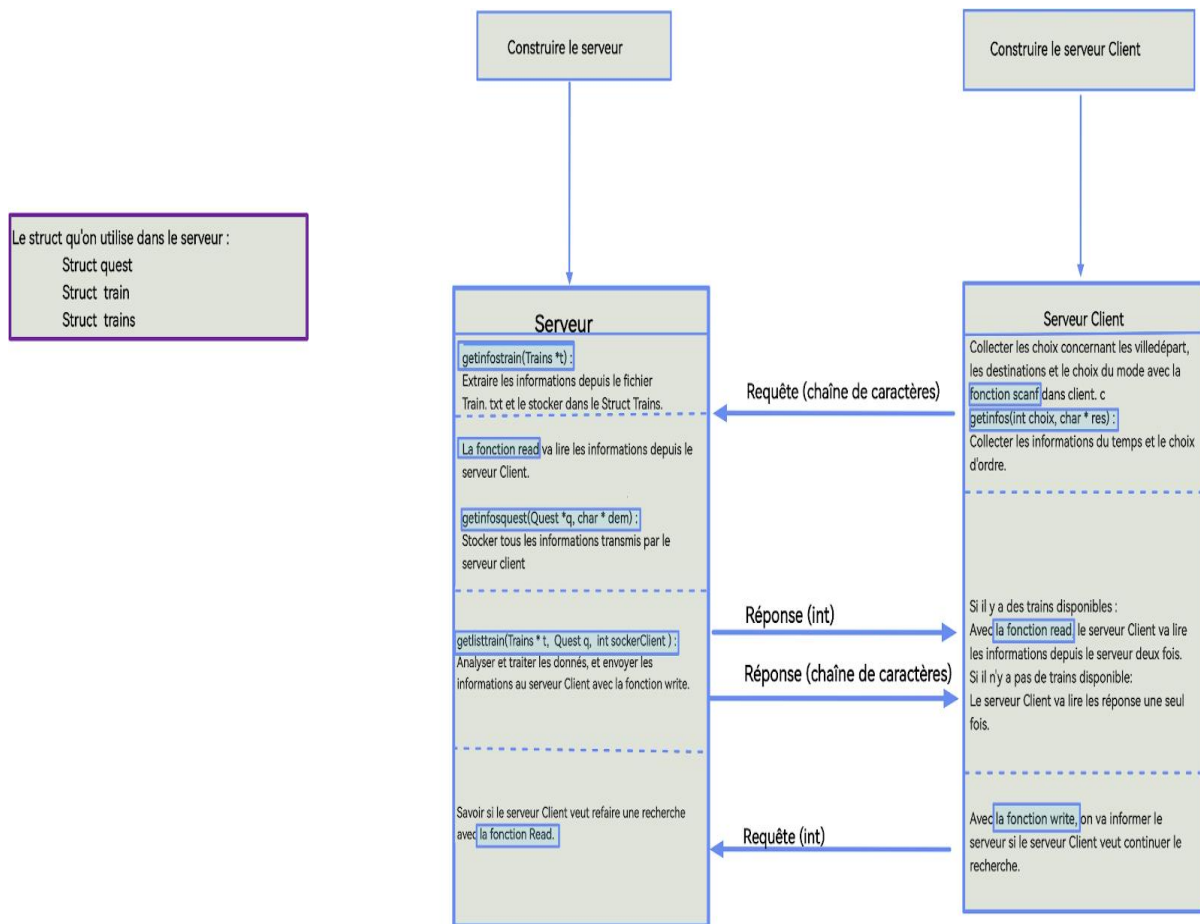 Construire le serveur
Construire le serveur Client
Le struct qu'on utilise dans le serveur :
Struct quest
Struct train
Struct trains
Serveur
getinfostrain(Trains *t) :
Extraire les informations depuis le fichier
Train. txt et le stocker dans le Struct Trains.
La fonction read va lire les informations depuis le
serveur Client.
getinfosquest(Quest *q, char * dem) :
Stocker tous les informations transmis par le
serveur client
getlisttrain(Trains * t, Quest q, int sockerClient ) :
Analyser et traiter les donnés, et envoyer les
informations au serveur Client avec la fonction write.
Savoir si le serveur Client veut refaire une recherche
avec la fonction Read.
Requête (chaîne de caractères)
Réponse (int)
Réponse (chaîne de caractères)
Requête (int)
Serveur Client
Collecter les choix concernant les villedépart,
les destinations et le choix du mode avec la
fonction scanf dans client. c
getinfos(int choix, char * res) :
Collecter les informations du temps et le choix
d'ordre.
Si il y a des trains disponibles :
Avec la fonction read, le serveur Client va lire
les informations depuis le serveur deux fois.
Si il n'y a pas de trains disponible:
Le serveur Client va lire les réponse une seul
fois.
Avec la fonction write, on va informer le
serveur si le serveur Client veut continuer le
recherche.